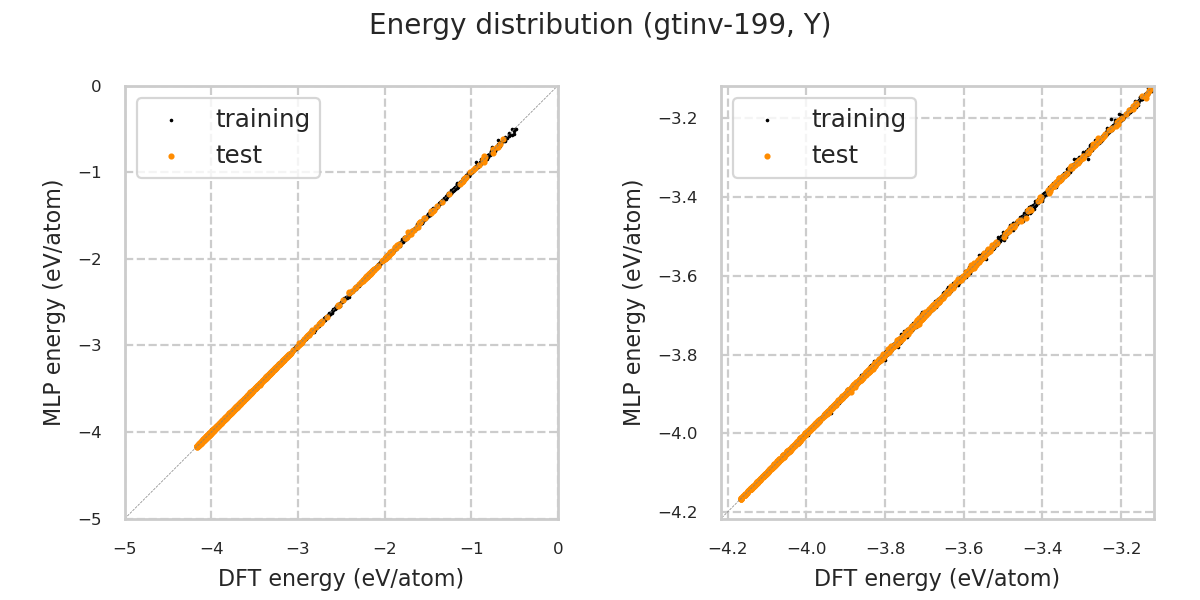 Energy distribution (gtinv-199, Y)
training
test
0
−1
−2
−3
−4
−5
−5
−4
−3
−2
−1
0
MLP energy (eV/atom)
DFT energy (eV/atom)
training
test
−3.2
−3.4
−3.6
−3.8
−4.0
−4.2
−4.2
−4.0
−3.8
−3.6
−3.4
−3.2
MLP energy (eV/atom)
DFT energy (eV/atom)